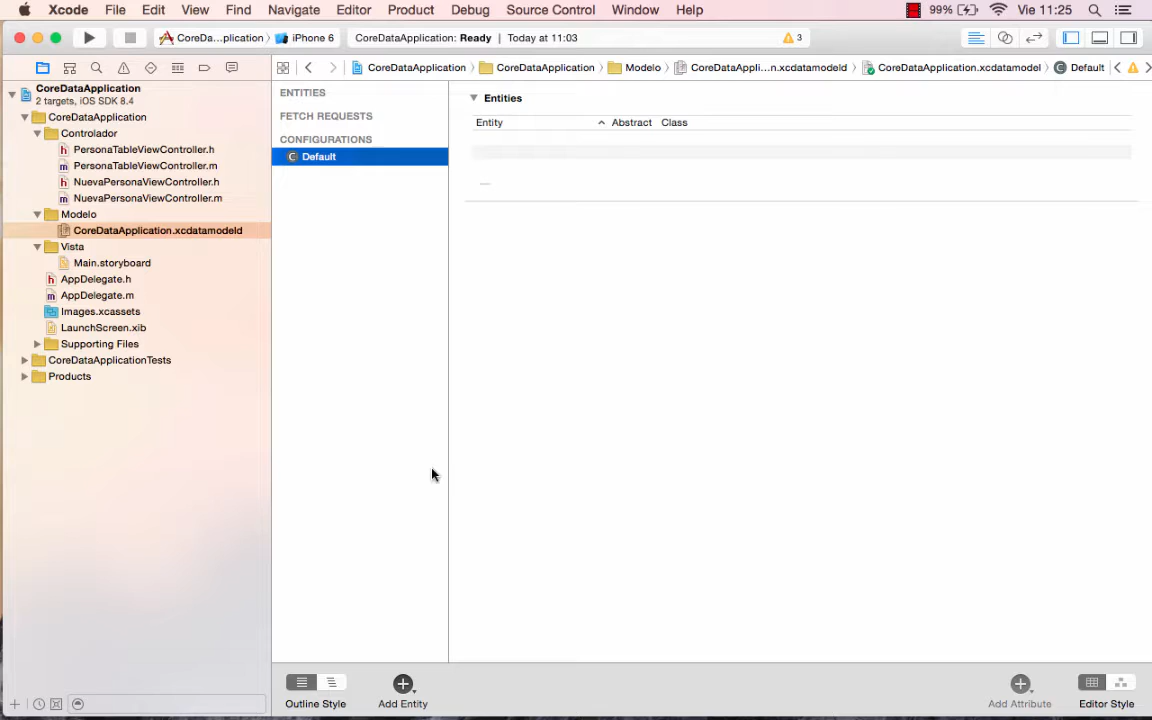 Xcode File Edit View Find Navigate Editor Product Debug Source Control Window Help 99% Vie 11:25
CoreDa...plication iPhone 6 CoreDataApplication: Ready Today at 11:03 3
CoreDataApplication CoreDataApplication Modelo CoreDataAppli...n.xcdatamodeld CoreDataApplication.xcdatamodel Default
CoreDataApplication
2 targets, iOS SDK 8.4
CoreDataApplication
Controlador
PersonaTableViewController.h
PersonaTableViewController.m
NuevaPersonaViewController.h
NuevaPersonaViewController.m
Modelo
CoreDataApplication.xcdatamodeld
Vista
Main.storyboard
AppDelegate.h
AppDelegate.m
Images.xcassets
LaunchScreen.xib
Supporting Files
CoreDataApplicationTests
Products
ENTITIES
FETCH REQUESTS
CONFIGURATIONS
C Default
Entities
Entity Abstract Class
Outline Style Add Entity Add Attribute Editor Style